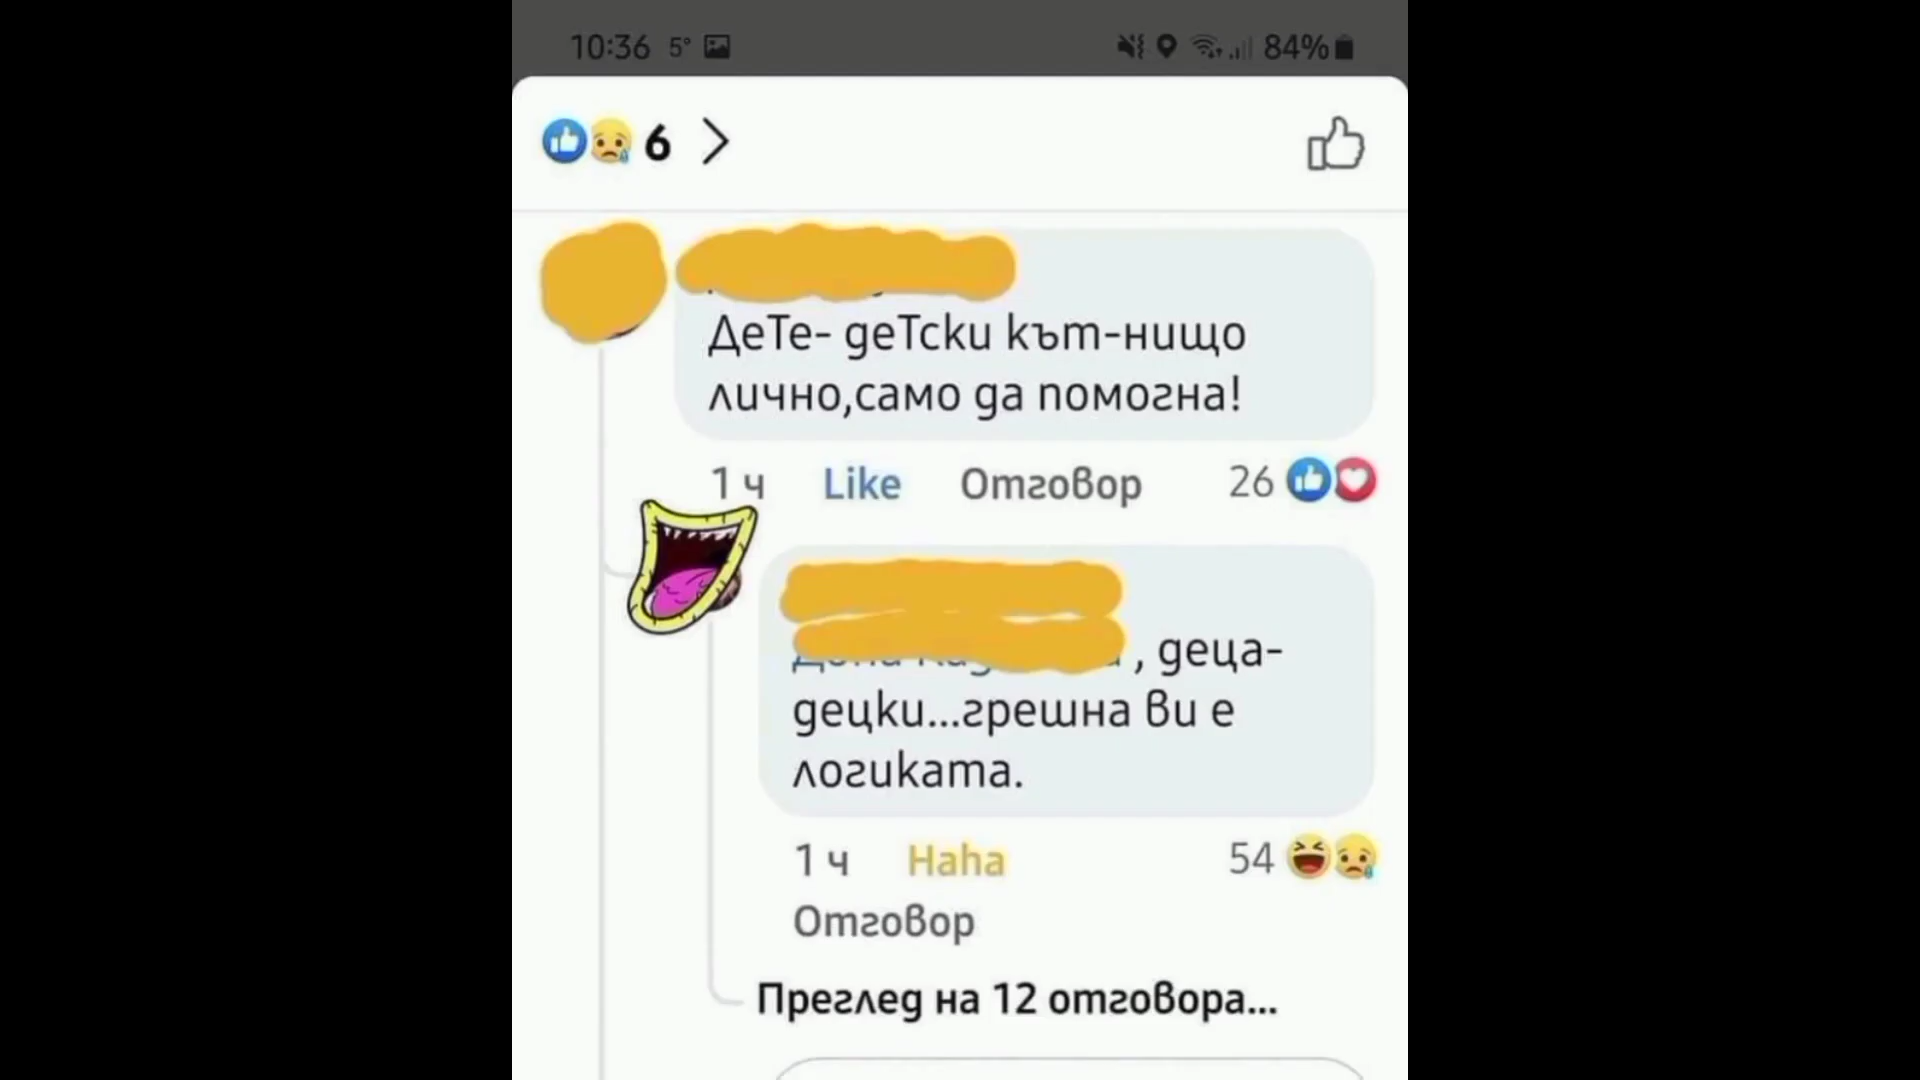 10:36 5° 84%
6
ДеТе- деТски кът-нищо
лично,само да помогна!
1 ч Like Отговор 26
, деца-
децки...грешна ви е
логиката.
1 ч Haha 54
Отговор
Преглед на 12 отговора...